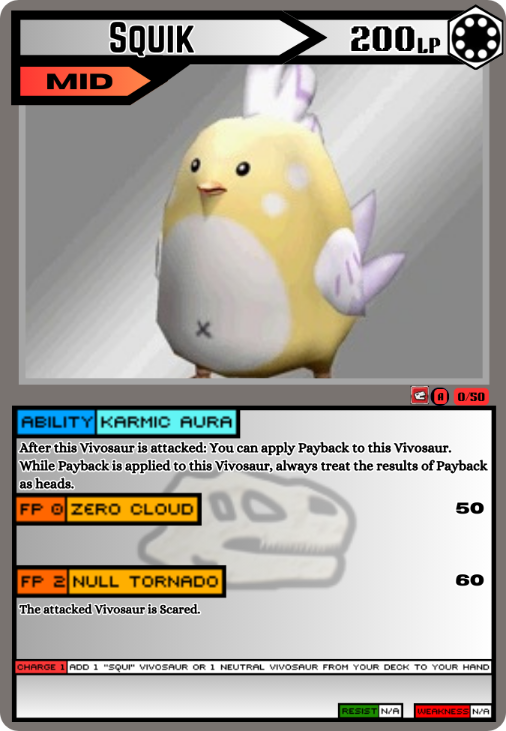 SQUIK 200LP
MID
A 0/50
ABILITY KARMIC AURA
After this Vivosaur is attacked: You can apply Payback to this Vivosaur.
While Payback is applied to this Vivosaur, always treat the results of Payback
as heads.
FP 0 ZERO CLOUD 50
FP 2 NULL TORNADO 60
The attacked Vivosaur is Scared.
CHARGE 1 ADD 1 "SQUI" VIVOSAUR OR 1 NEUTRAL VIVOSAUR FROM YOUR DECK TO YOUR HAND
RESIST N/A WEAKNESS N/A